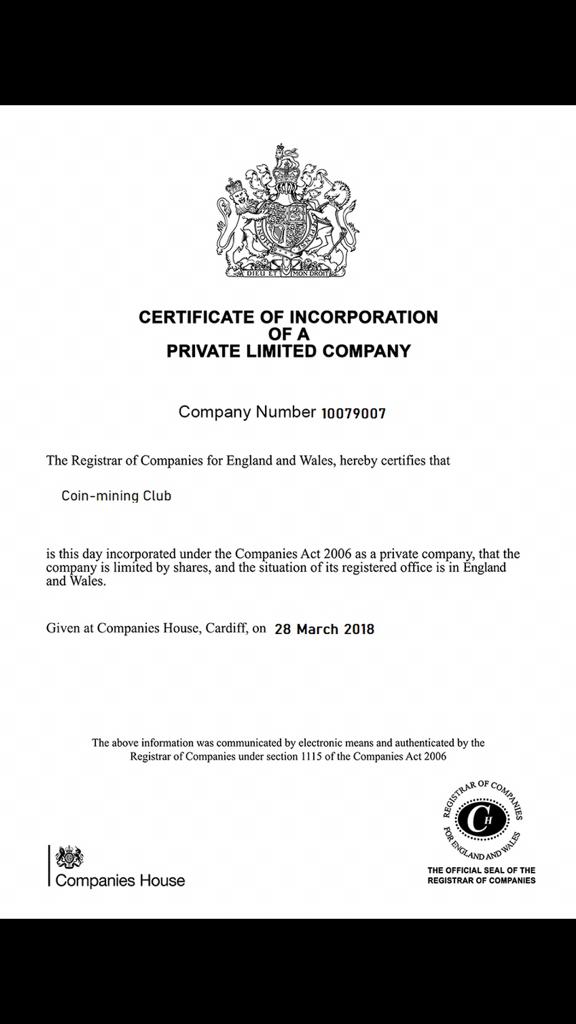 DIEU ET MON DROIT
CERTIFICATE OF INCORPORATION
OF A
PRIVATE LIMITED COMPANY
Company Number 10079007
The Registrar of Companies for England and Wales, hereby certifies that
Coin-mining Club
is this day incorporated under the Companies Act 2006 as a private company, that the
company is limited by shares, and the situation of its registered office is in England
and Wales.
Given at Companies House, Cardiff, on 28 March 2018
The above information was communicated by electronic means and authenticated by the
Registrar of Companies under section 1115 of the Companies Act 2006
REGISTRAR OF COMPANIES
FOR ENGLAND AND WALES
CH
THE OFFICIAL SEAL OF THE
REGISTRAR OF COMPANIES
Companies House